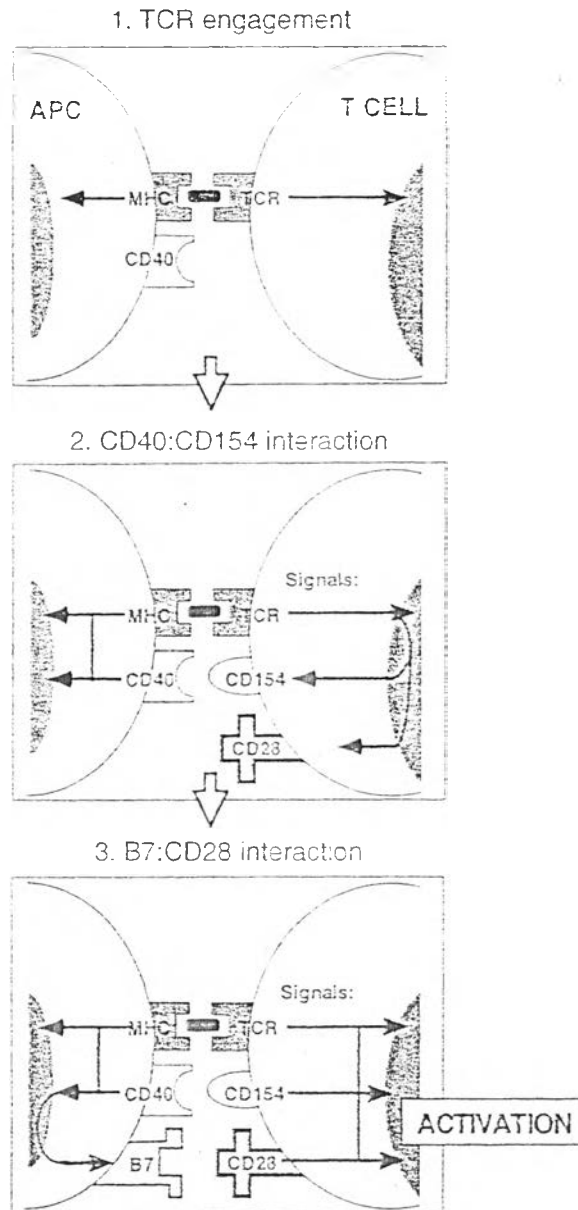 1. TCR engagement
APC T CELL
MHC TCR
CD40
2. CD40:CD154 interaction
Signals:
MHC TCR
CD40 CD154
CD28
3. B7:CD28 interaction
Signals:
MHC TCR
CD40 CD154
ACTIVATION
B7 CD28